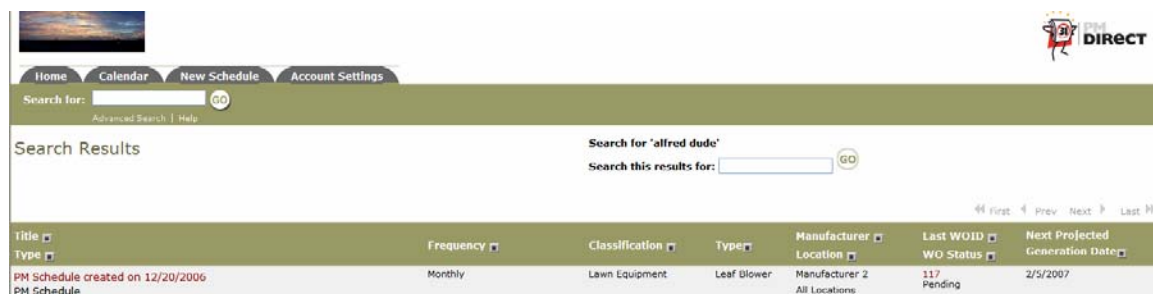 31 PM
DIRECT
Home Calendar New Schedule Account Settings
Search for: GO
Advanced Search | Help
Search Results
Search for 'alfred dude'
Search this results for: GO
First Prev Next Last
Title
Type
Frequency
Classification
Type
Manufacturer
Location
Last WOID
WO Status
Next Projected
Generation Date
PM Schedule created on 12/20/2006
PM Schedule
Monthly
Lawn Equipment
Leaf Blower
Manufacturer 2
All Locations
117
Pending
2/5/2007